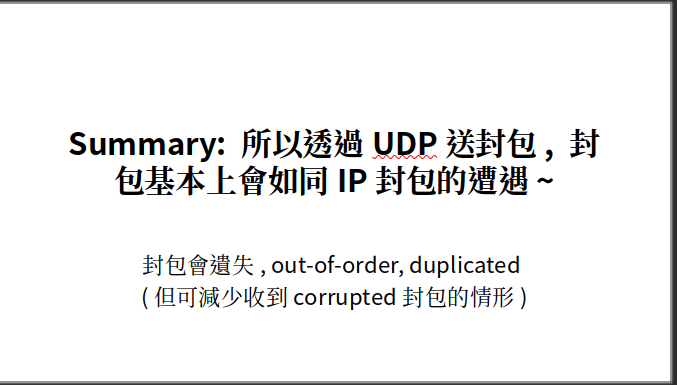 Summary: 所以透過 UDP 送封包 , 封
包基本上會如同 IP 封包的遭遇 ~
封包會遺失 , out-of-order, duplicated
( 但可減少收到 corrupted 封包的情形 )